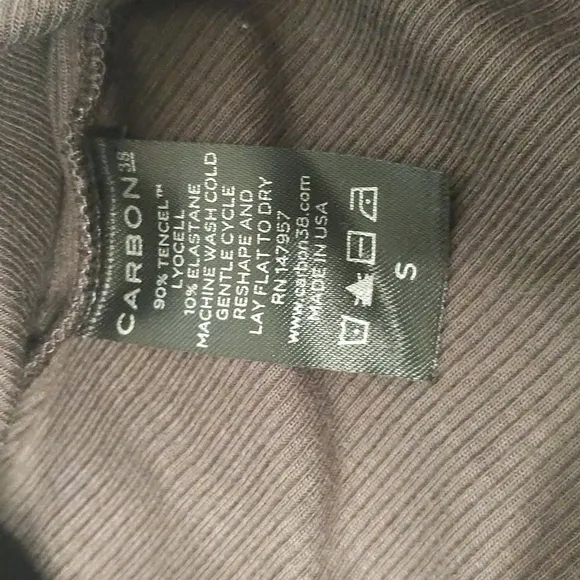 CARBON38
90% TENCEL™
LYOCELL
10% ELASTANE
MACHINE WASH COLD
GENTLE CYCLE
RESHAPE AND
LAY FLAT TO DRY
RN 147957
www.carbon38.com
MADE IN USA
S